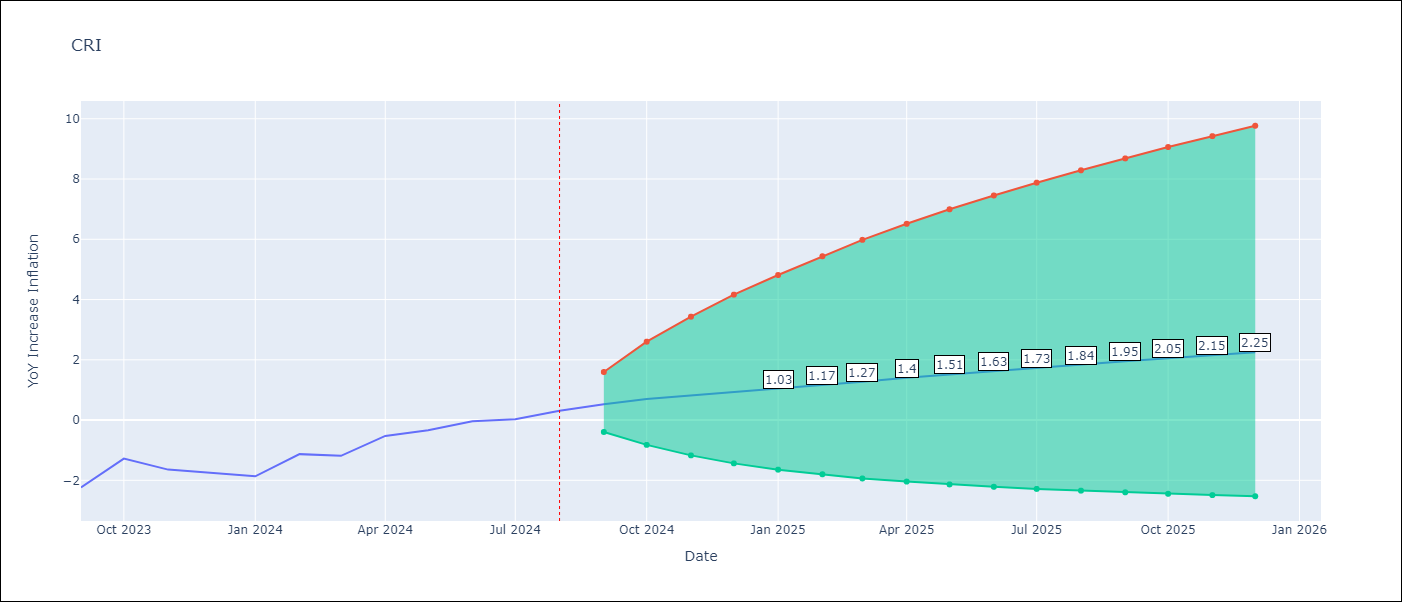 CRI
YoY Increase Inflation
10
8
6
4
2
0
−2
1.03
1.17
1.27
1.4
1.51
1.63
1.73
1.84
1.95
2.05
2.15
2.25
Oct 2023
Jan 2024
Apr 2024
Jul 2024
Oct 2024
Jan 2025
Apr 2025
Jul 2025
Oct 2025
Jan 2026
Date